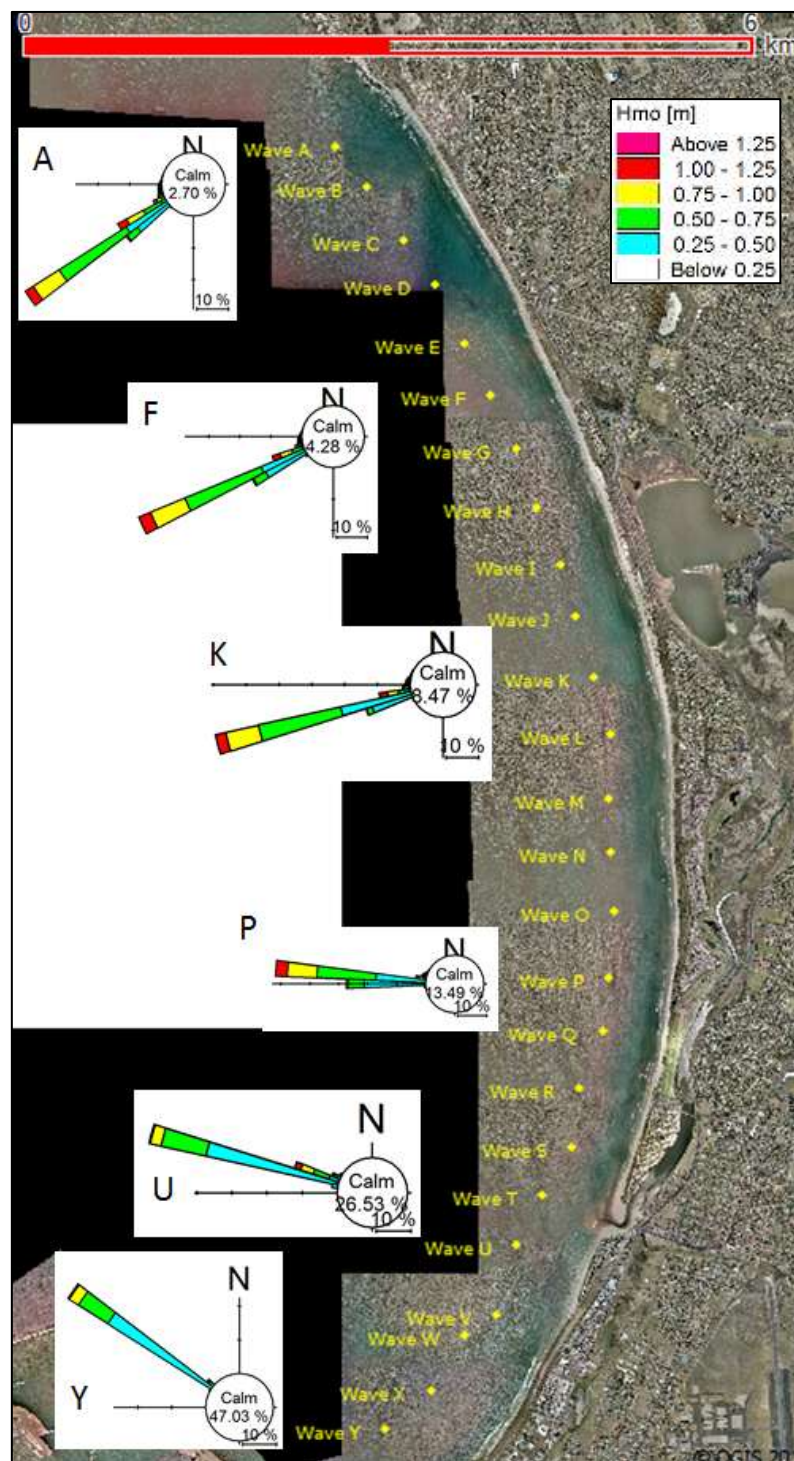 0 6
km
Hmo [m]
Above 1.25
1.00 - 1.25
0.75 - 1.00
0.50 - 0.75
0.25 - 0.50
Below 0.25
A
N
Calm
2.70 %
10 %
Wave A
Wave B
Wave C
Wave D
Wave E
F
N
Calm
4.28 %
10 %
Wave F
Wave G
Wave H
Wave I
Wave J
K
N
Calm
8.47 %
10 %
Wave K
Wave L
Wave M
Wave N
Wave O
P
N
Calm
13.49 %
10 %
Wave P
Wave Q
Wave R
Wave S
U
N
Calm
26.53 %
10 %
Wave T
Wave U
Y
N
Calm
47.03 %
10 %
Wave V
Wave W
Wave X
Wave Y